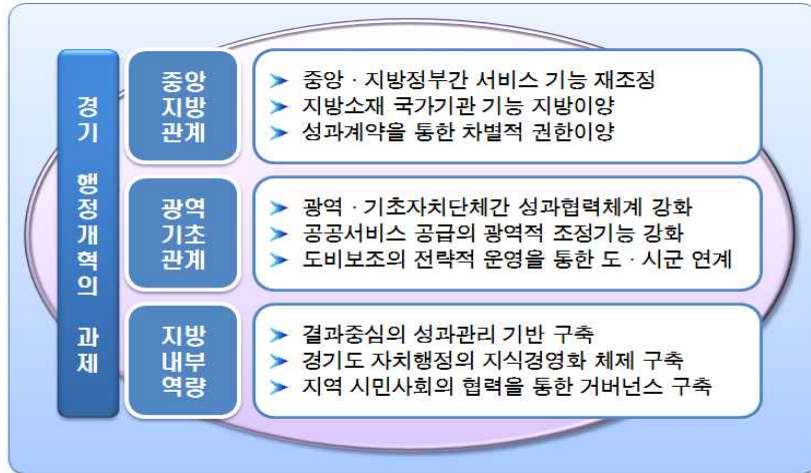 경기 행정개혁의 과제
중앙
지방
관계
중앙 · 지방정부간 서비스 기능 재조정
지방소재 국가기관 기능 지방이양
성과계약을 통한 차별적 권한이양
광역
기초
관계
광역 · 기초자치단체간 성과협력체계 강화
공공서비스 공급의 광역적 조정기능 강화
도비보조의 전략적 운영을 통한 도 · 시군 연계
지방
내부
역량
결과중심의 성과관리 기반 구축
경기도 자치행정의 지식경영화 체제 구축
지역 시민사회의 협력을 통한 거버넌스 구축